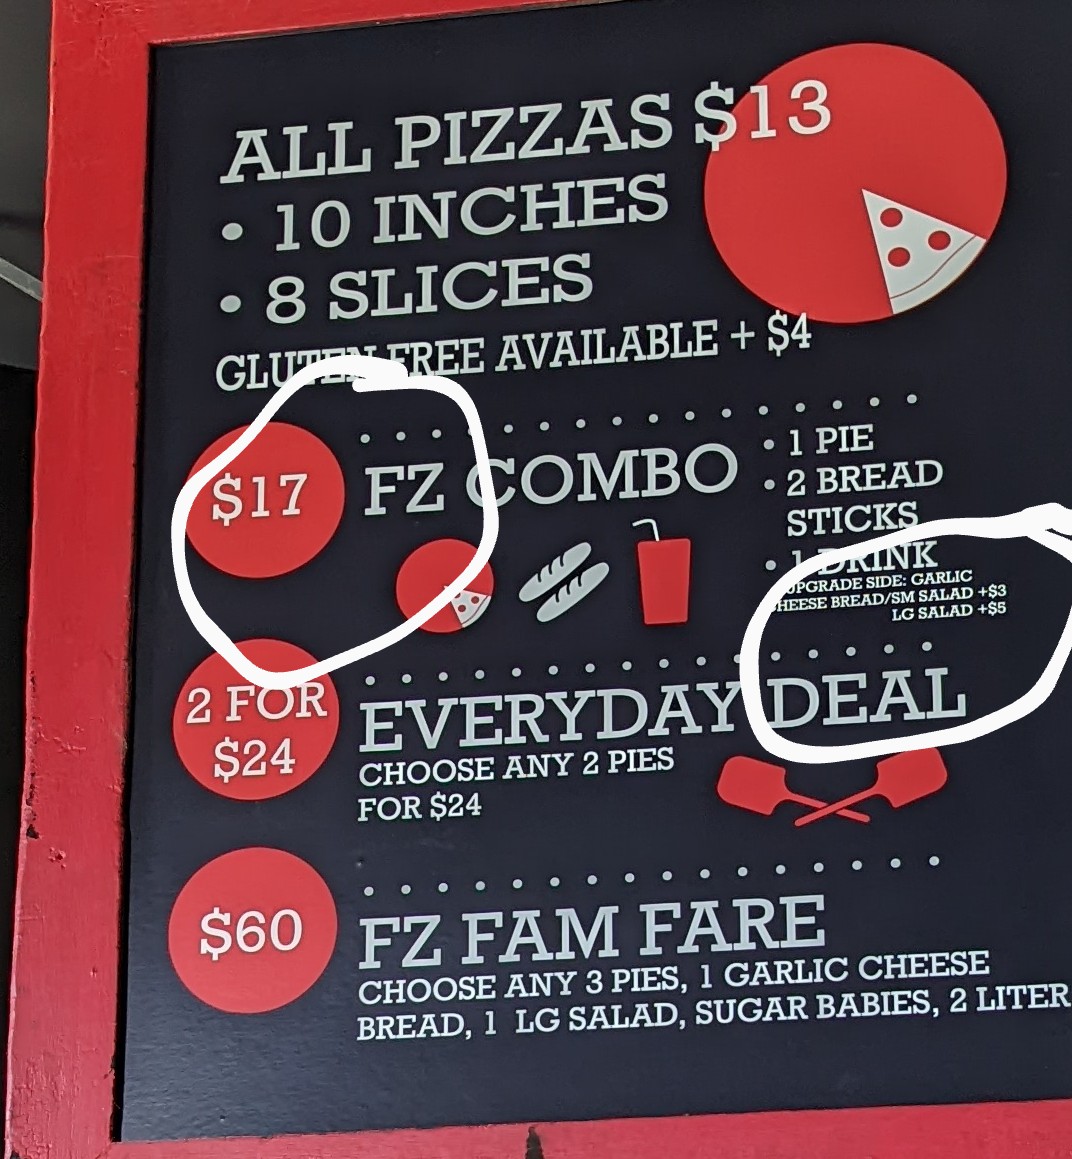 ALL PIZZAS $13
• 10 INCHES
• 8 SLICES
GLUTEN FREE AVAILABLE + $4
$17
FZ COMBO
• 1 PIE
• 2 BREAD
STICKS
• 1 DRINK
UPGRADE SIDE: GARLIC
CHEESE BREAD/SM SALAD +$3
LG SALAD +$5
2 FOR
$24
EVERYDAY DEAL
CHOOSE ANY 2 PIES
FOR $24
$60
FZ FAM FARE
CHOOSE ANY 3 PIES, 1 GARLIC CHEESE
BREAD, 1 LG SALAD, SUGAR BABIES, 2 LITER